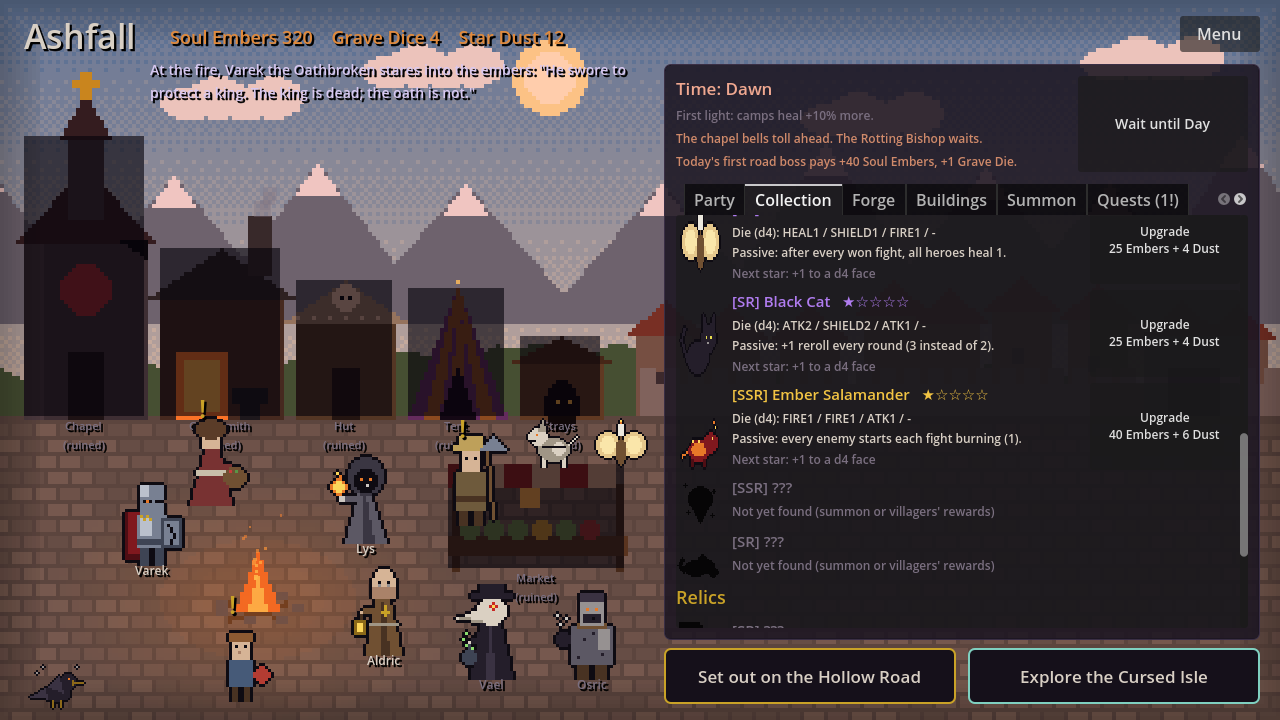 Ashfall
Soul Embers 320 Grave Dice 4 Star Dust 12
Menu
At the fire, Varek the Oathbroken stares into the embers: "He swore to
protect a king. The king is dead; the oath is not."
Time: Dawn
First light: camps heal +10% more.
The chapel bells toll ahead. The Rotting Bishop waits.
Today's first road boss pays +40 Soul Embers, +1 Grave Die.
Wait until Day
Party Collection Forge Buildings Summon Quests (1!)
Die (d4): HEAL1 / SHIELD1 / FIRE1 / -
Passive: after every won fight, all heroes heal 1.
Next star: +1 to a d4 face
Upgrade
25 Embers + 4 Dust
[SR] Black Cat ★☆☆☆☆
Die (d4): ATK2 / SHIELD2 / ATK1 / -
Passive: +1 reroll every round (3 instead of 2).
Next star: +1 to a d4 face
Upgrade
25 Embers + 4 Dust
[SSR] Ember Salamander ★☆☆☆☆
Die (d4): FIRE1 / FIRE1 / ATK1 / -
Passive: every enemy starts each fight burning (1).
Next star: +1 to a d4 face
Upgrade
40 Embers + 6 Dust
[SSR] ???
Not yet found (summon or villagers' rewards)
[SR] ???
Not yet found (summon or villagers' rewards)
Relics
Chapel
(ruined)
Hut
(ruined)
Lys
Varek
Market
(ruined)
Aldric
Vael
Osric
Set out on the Hollow Road
Explore the Cursed Isle